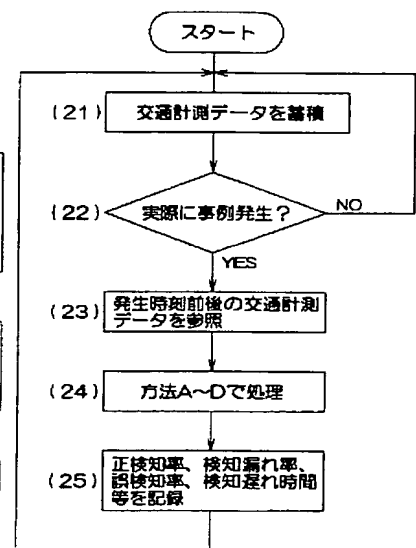 スタート
(21) 交通計測データを蓄積
(22) 実際に事例発生？ NO
YES
(23) 発生時刻前後の交通計測
データを参照
(24) 方法A～Dで処理
正検知率、検知漏れ率、
(25) 誤検知率、検知遅れ時間
等を記録